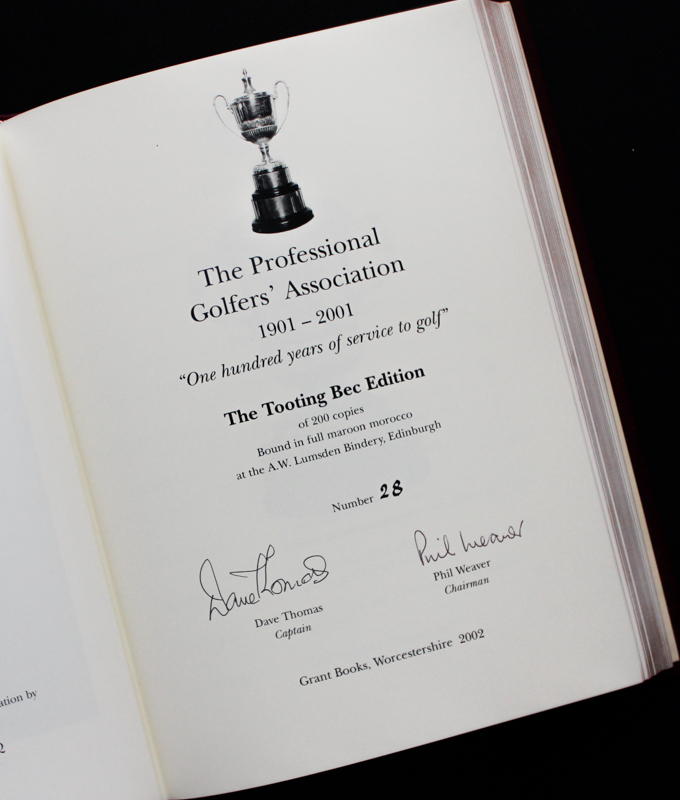 The Professional
Golfers' Association
1901 – 2001
“One hundred years of service to golf”
The Tooting Bec Edition
of 200 copies
Bound in full maroon morocco
at the A.W. Lumsden Bindery, Edinburgh
Number 28
Dave Thomas
Phil Weaver
Dave Thomas
Captain
Phil Weaver
Chairman
Grant Books, Worcestershire 2002
ation by
2